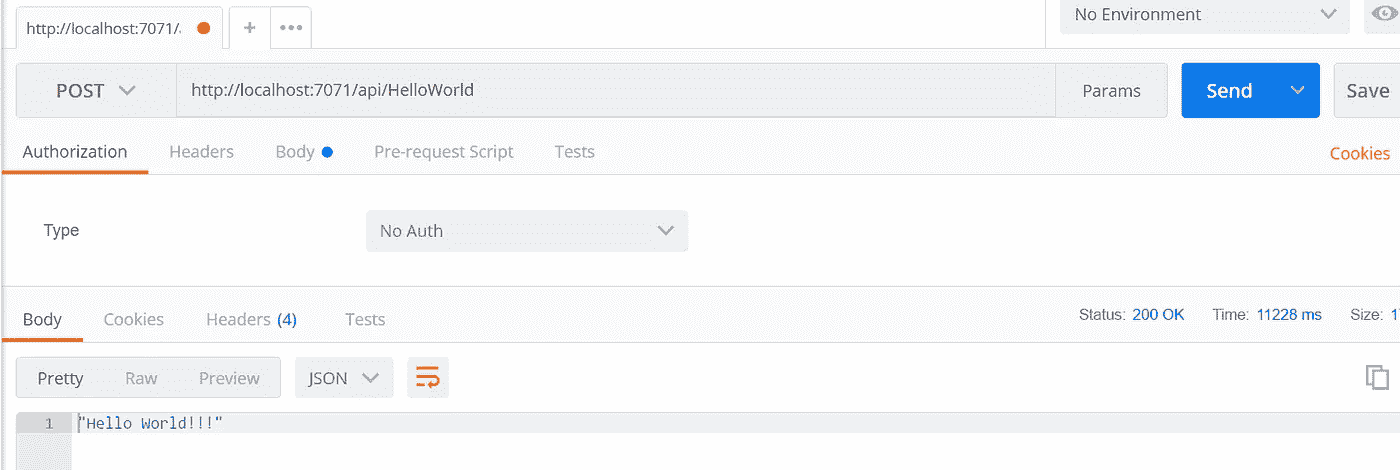 http://localhost:7071/
No Environment
POST
http://localhost:7071/api/HelloWorld
Params
Send
Save
Authorization
Headers
Body
Pre-request Script
Tests
Cookies
Type
No Auth
Body
Cookies
Headers (4)
Tests
Status: 200 OK
Time: 11228 ms
Size:
Pretty
Raw
Preview
JSON
1
"Hello World!!!"